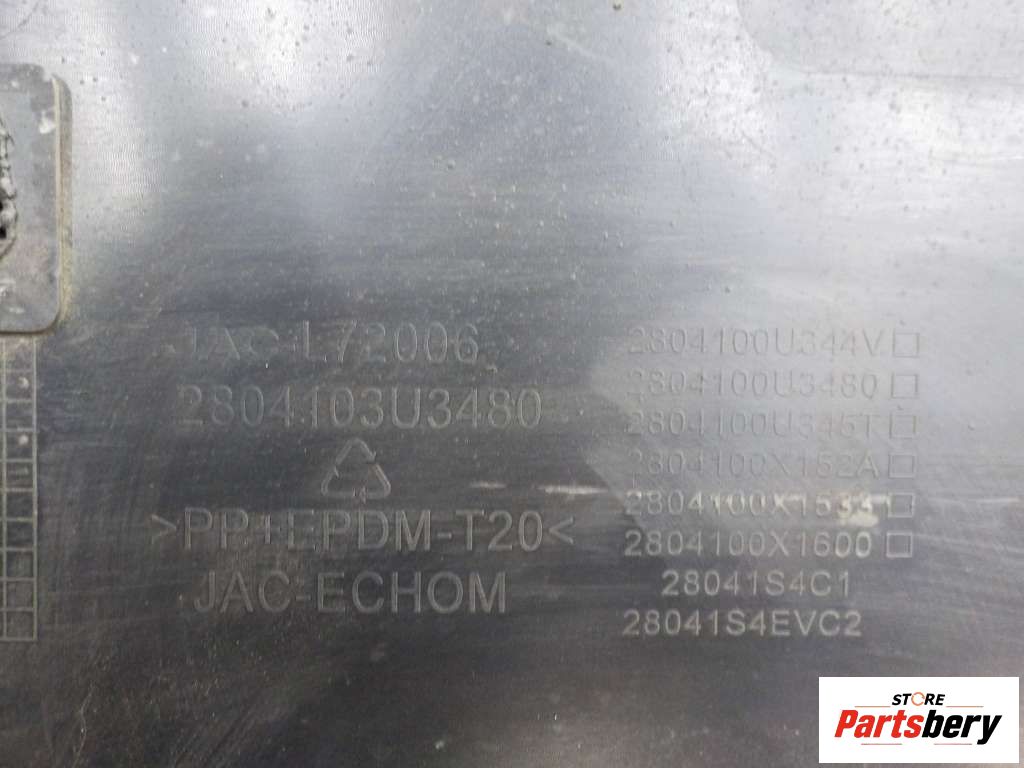 JAC-L72006
2804103U3480
>PP+EPDM-T20<
JAC-ECHOM
2804100U344V
2804100U3480
2804100U345T
2804100X152A
2804100X1533
2804100X1600
28041S4C1
28041S4EVC2
STORE
Partsbery